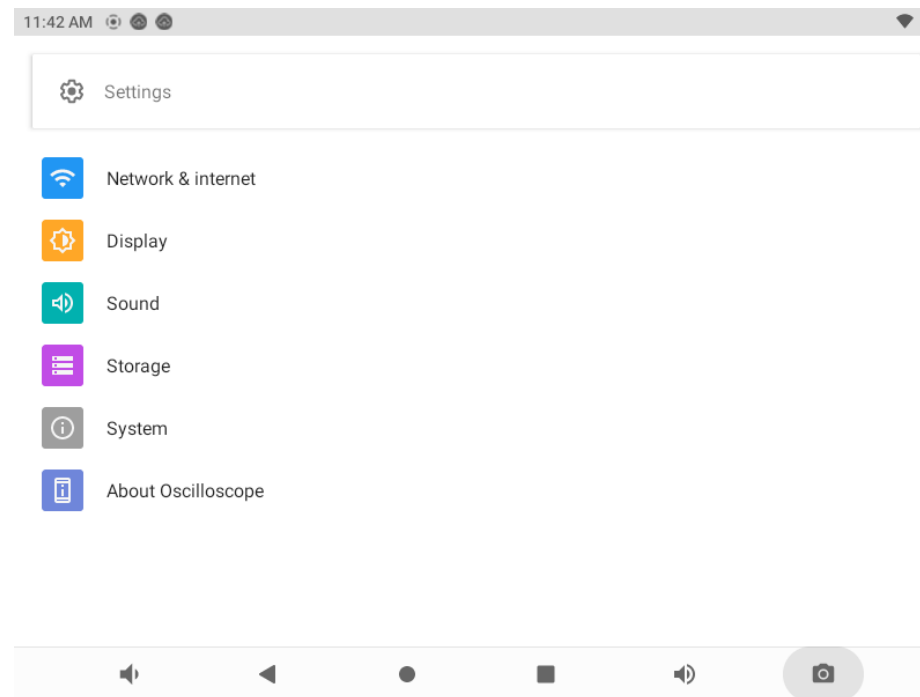 11:42 AM
Settings
Network & internet
Display
Sound
Storage
System
About Oscilloscope